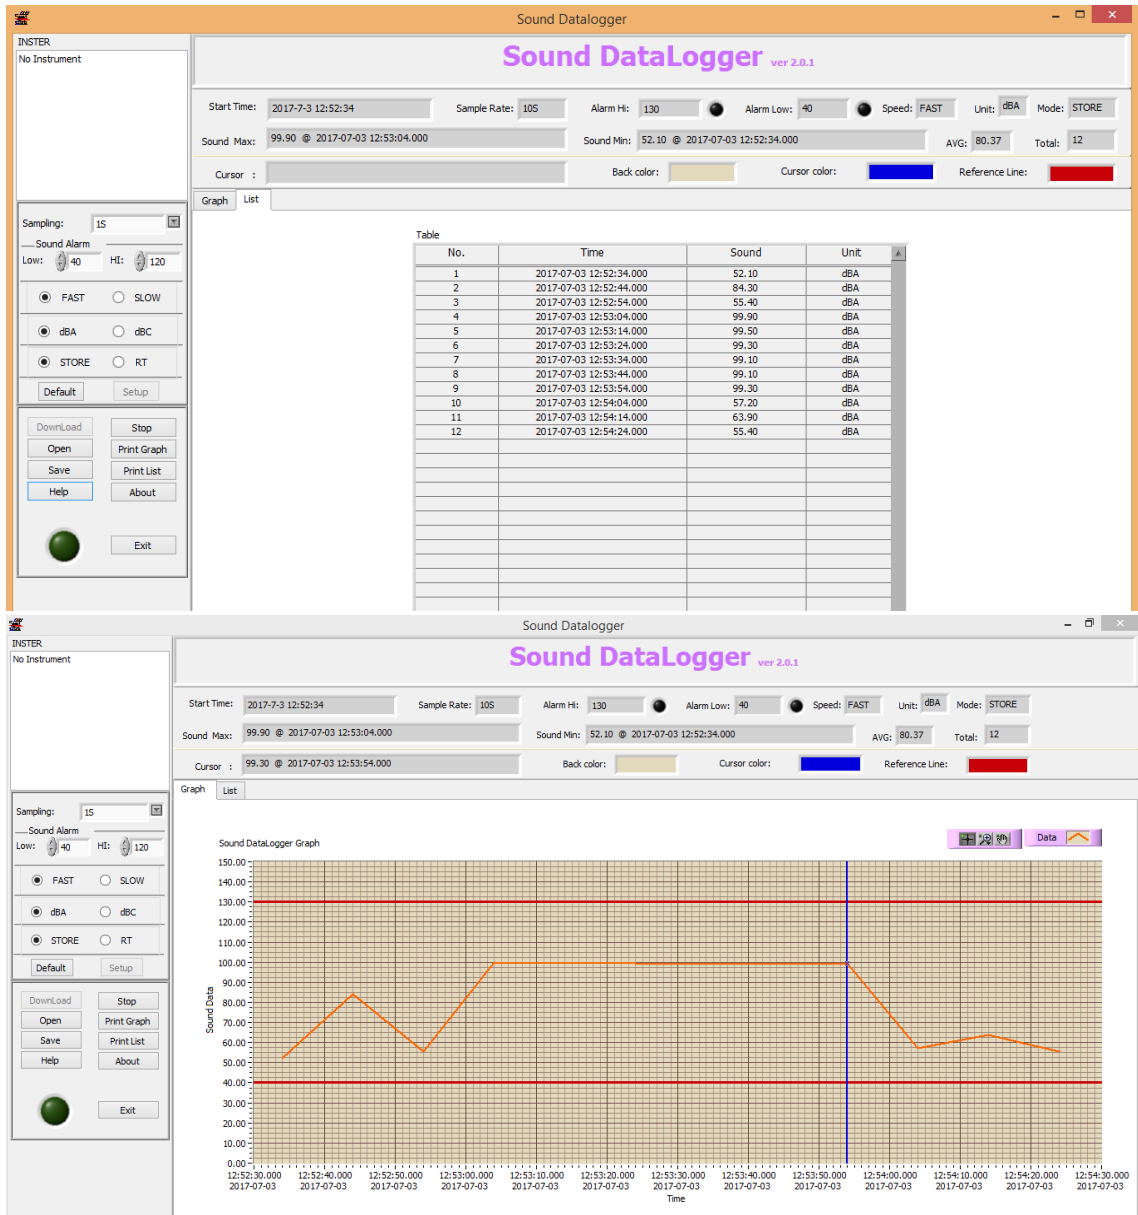 Sound Datalogger
INSTER
No Instrument
Sound DataLogger ver 2.0.1
Start Time: 2017-7-3 12:52:34 Sample Rate: 10S Alarm Hi: 130 Alarm Low: 40 Speed: FAST Unit: dBA Mode: STORE
Sound Max: 99.90 @ 2017-07-03 12:53:04.000 Sound Min: 52.10 @ 2017-07-03 12:52:34.000 AVG: 80.37 Total: 12
Cursor : Back color: Cursor color: Reference Line:
Graph List
Sampling: 1S
Sound Alarm
Low: 40 HI: 120
FAST SLOW
dBA dBC
STORE RT
Default Setup
DownLoad Stop
Open Print Graph
Save Print List
Help About
Exit
Table
No. Time Sound Unit
1 2017-07-03 12:52:34.000 52.10 dBA
2 2017-07-03 12:52:44.000 84.30 dBA
3 2017-07-03 12:52:54.000 55.40 dBA
4 2017-07-03 12:53:04.000 99.90 dBA
5 2017-07-03 12:53:14.000 99.50 dBA
6 2017-07-03 12:53:24.000 99.30 dBA
7 2017-07-03 12:53:34.000 99.10 dBA
8 2017-07-03 12:53:44.000 99.10 dBA
9 2017-07-03 12:53:54.000 99.30 dBA
10 2017-07-03 12:54:04.000 57.20 dBA
11 2017-07-03 12:54:14.000 63.90 dBA
12 2017-07-03 12:54:24.000 55.40 dBA
Sound Datalogger
INSTER
No Instrument
Sound DataLogger ver 2.0.1
Start Time: 2017-7-3 12:52:34 Sample Rate: 10S Alarm Hi: 130 Alarm Low: 40 Speed: FAST Unit: dBA Mode: STORE
Sound Max: 99.90 @ 2017-07-03 12:53:04.000 Sound Min: 52.10 @ 2017-07-03 12:52:34.000 AVG: 80.37 Total: 12
Cursor : 99.30 @ 2017-07-03 12:53:54.000 Back color: Cursor color: Reference Line:
Graph List
Sampling: 1S
Sound Alarm
Low: 40 HI: 120
FAST SLOW
dBA dBC
STORE RT
Default Setup
DownLoad Stop
Open Print Graph
Save Print List
Help About
Exit
Sound DataLogger Graph
Data
150.00
140.00
130.00
120.00
110.00
100.00
90.00
80.00
70.00
60.00
50.00
40.00
30.00
20.00
10.00
0.00
Sound Data
12:52:30.000 12:52:40.000 12:52:50.000 12:53:00.000 12:53:10.000 12:53:20.000 12:53:30.000 12:53:40.000 12:53:50.000 12:54:00.000 12:54:10.000 12:54:20.000 12:54:30.000
2017-07-03 2017-07-03 2017-07-03 2017-07-03 2017-07-03 2017-07-03 2017-07-03 2017-07-03 2017-07-03 2017-07-03 2017-07-03 2017-07-03 2017-07-03
Time